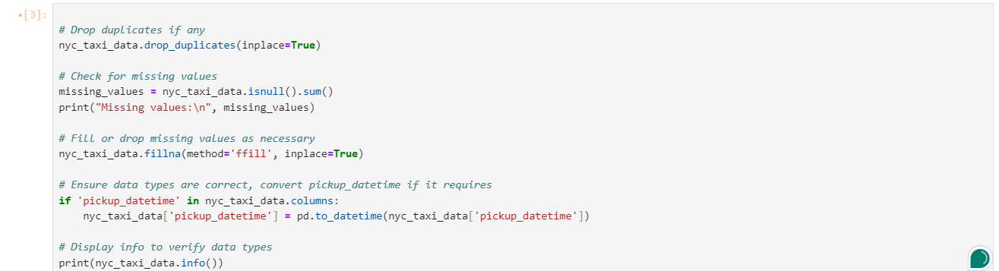 [3]:
# Drop duplicates if any
nyc_taxi_data.drop_duplicates(inplace=True)
# Check for missing values
missing_values = nyc_taxi_data.isnull().sum()
print("Missing values:\n", missing_values)
# Fill or drop missing values as necessary
nyc_taxi_data.fillna(method='ffill', inplace=True)
# Ensure data types are correct, convert pickup_datetime if it requires
if 'pickup_datetime' in nyc_taxi_data.columns:
    nyc_taxi_data['pickup_datetime'] = pd.to_datetime(nyc_taxi_data['pickup_datetime'])
# Display info to verify data types
print(nyc_taxi_data.info())